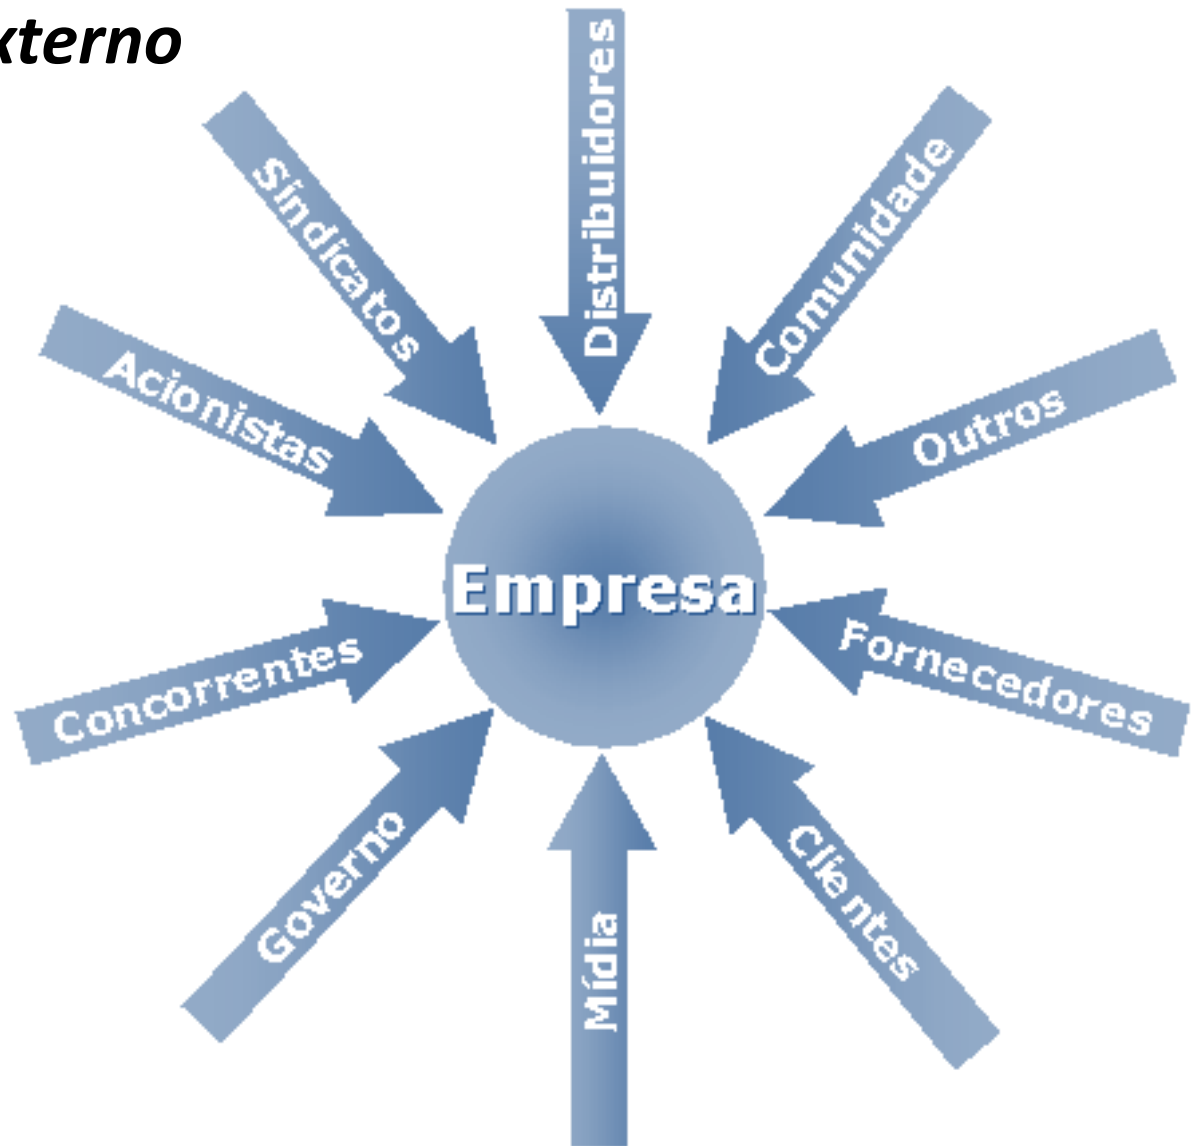 xterno
Distribuidores
Sindicatos
Comunidade
Acionistas
Outros
Empresa
Concorrentes
Fornecedores
Governo
Clientes
Mídia